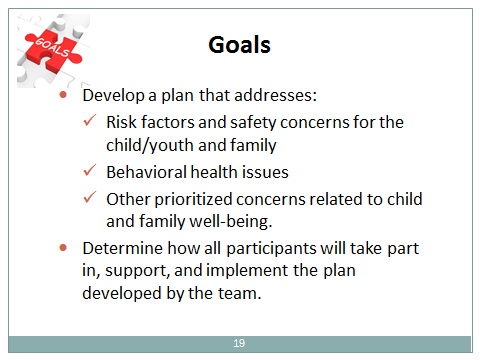 GOALS
Goals
• Develop a plan that addresses:
✓ Risk factors and safety concerns for the
child/youth and family
✓ Behavioral health issues
✓ Other prioritized concerns related to child
and family well-being.
• Determine how all participants will take part
in, support, and implement the plan
developed by the team.
19